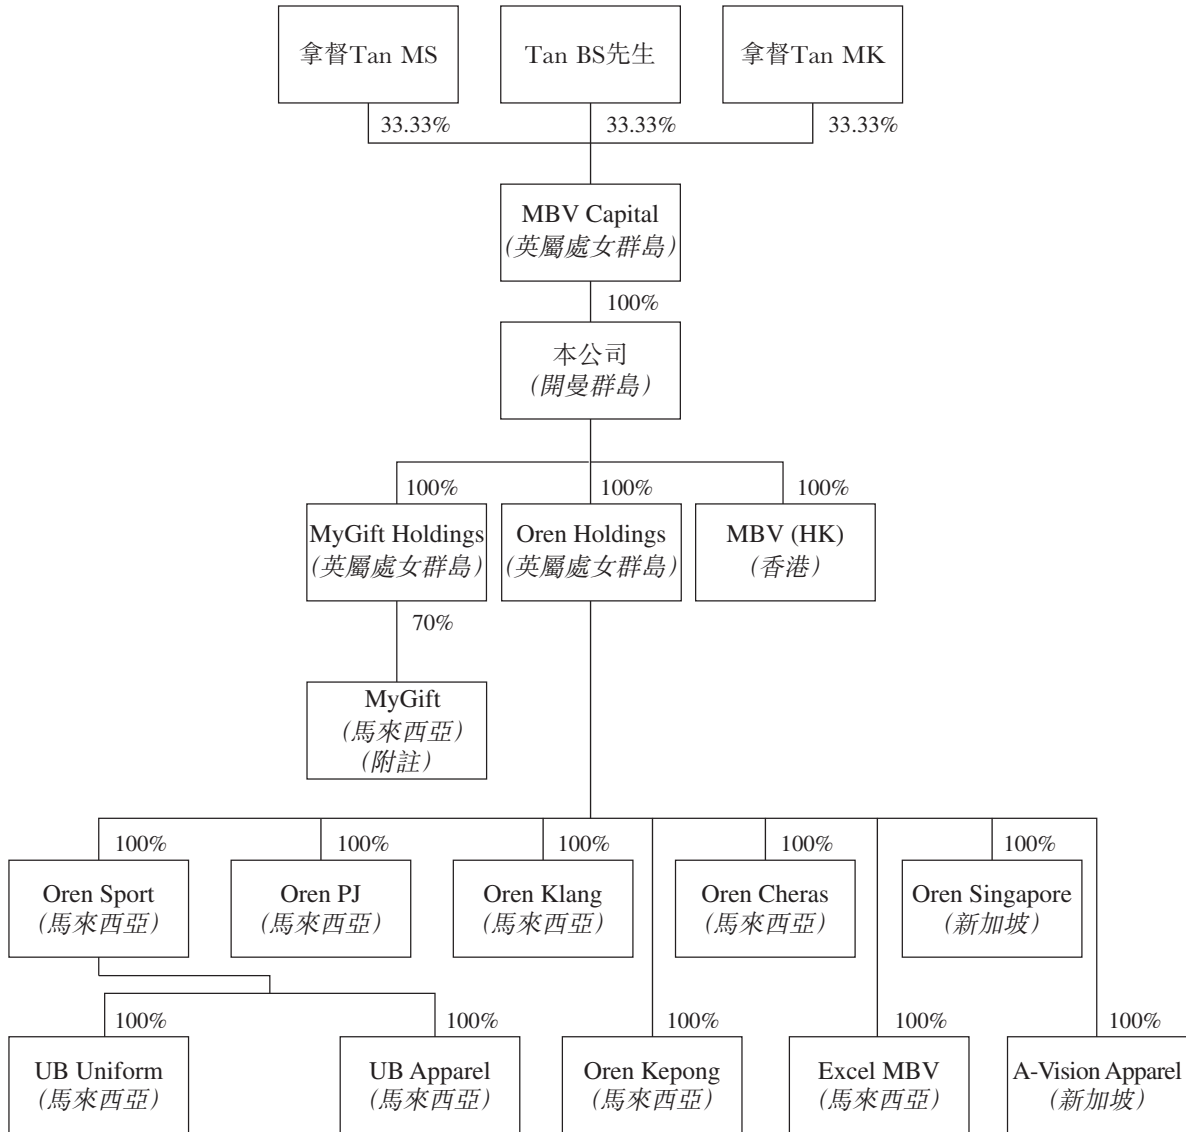 拿督Tan MS
Tan BS先生
拿督Tan MK
33.33%
33.33%
33.33%
MBV Capital
(英屬處女群島)
100%
本公司
(開曼群島)
100%
100%
100%
MyGift Holdings
(英屬處女群島)
Oren Holdings
(英屬處女群島)
MBV (HK)
(香港)
70%
MyGift
(馬來西亞)
(附註)
100%
100%
100%
100%
100%
Oren Sport
(馬來西亞)
Oren PJ
(馬來西亞)
Oren Klang
(馬來西亞)
Oren Cheras
(馬來西亞)
Oren Singapore
(新加坡)
100%
100%
100%
100%
100%
UB Uniform
(馬來西亞)
UB Apparel
(馬來西亞)
Oren Kepong
(馬來西亞)
Excel MBV
(馬來西亞)
A-Vision Apparel
(新加坡)